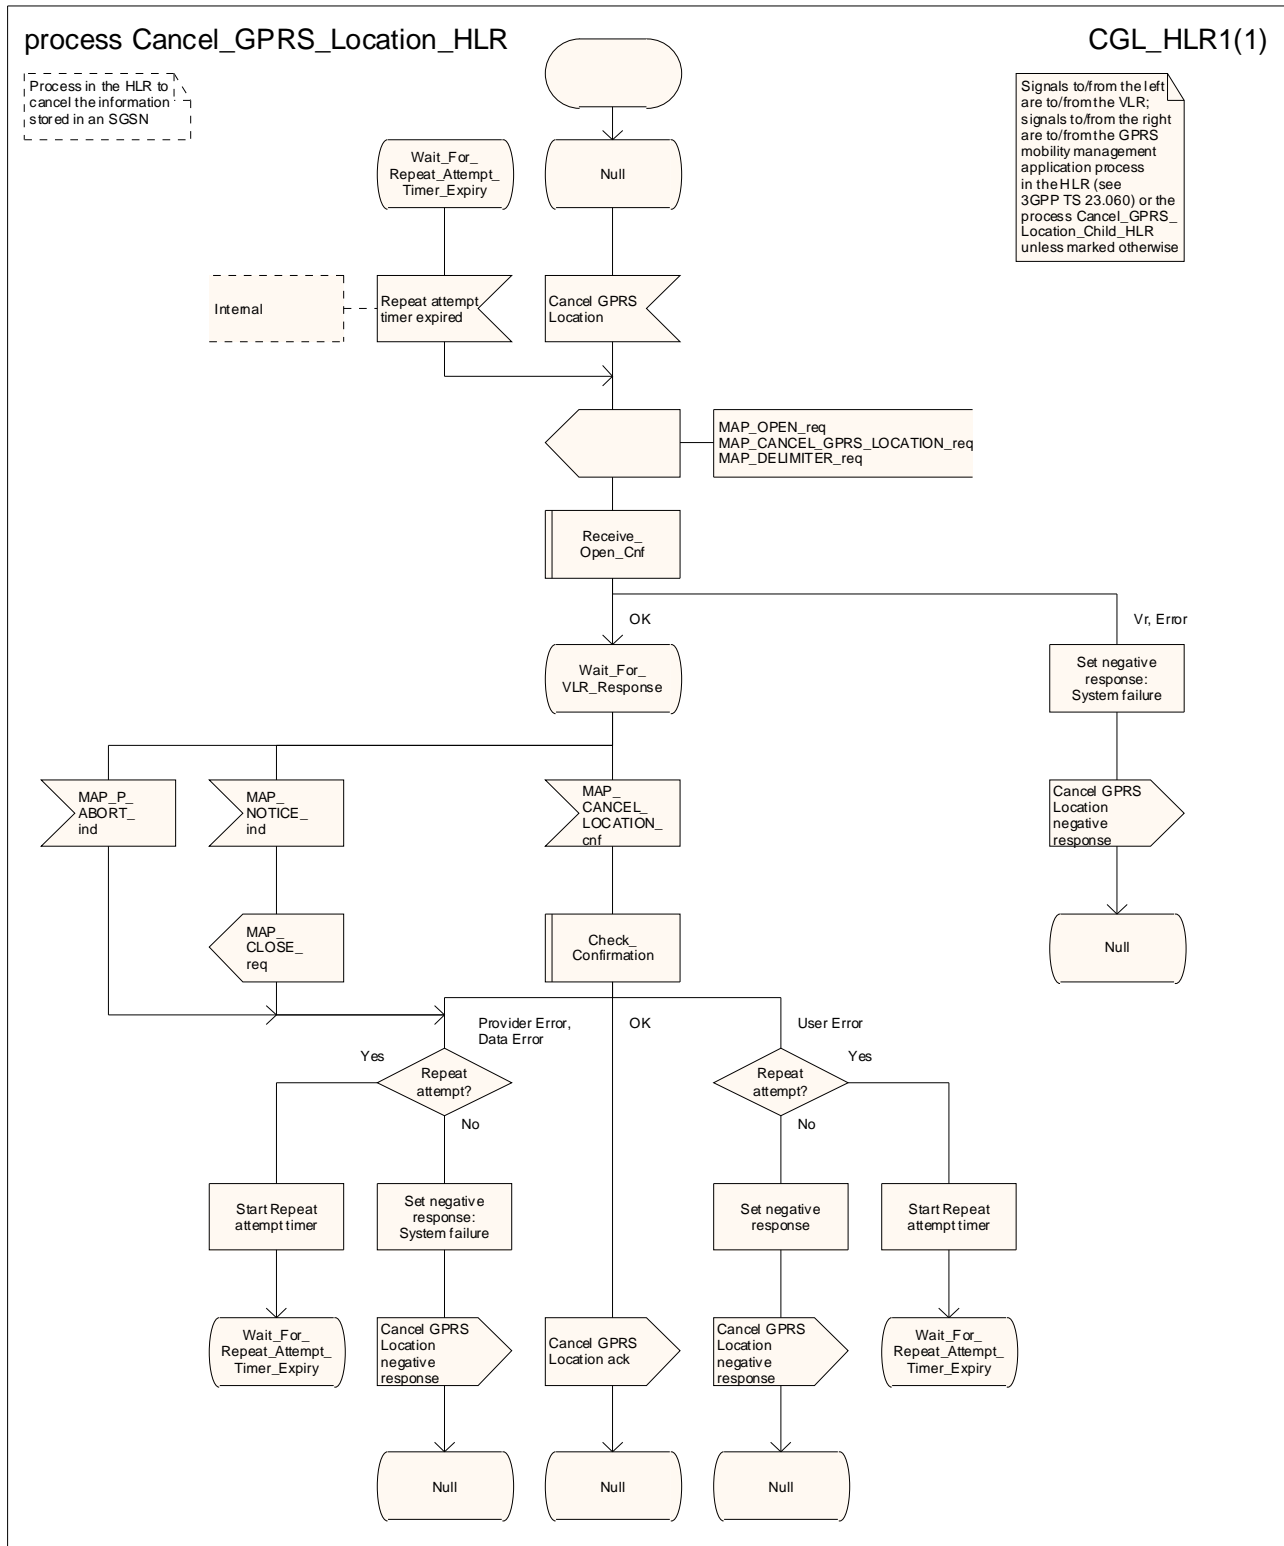 process Cancel_GPRS_Location_HLR
CGL_HLR1(1)
Process in the HLR to
cancel the information
stored in an SGSN
Signals to/from the left
are to/from the VLR;
signals to/from the right
are to/from the GPRS
mobility management
application process
in the HLR (see
3GPP TS 23.060) or the
process Cancel_GPRS_
Location_Child_HLR
unless marked otherwise
Wait_For_
Repeat_Attempt_
Timer_Expiry
Null
Internal
Repeat attempt
timer expired
Cancel GPRS
Location
MAP_OPEN_req
MAP_CANCEL_GPRS_LOCATION_req
MAP_DELIMITER_req
Receive_
Open_Cnf
OK
Vr, Error
Wait_For_
VLR_Response
Set negative
response:
System failure
MAP_P_
ABORT_
ind
MAP_
NOTICE_
ind
MAP_
CANCEL_
LOCATION_
cnf
Cancel GPRS
Location
negative
response
MAP_
CLOSE_
req
Check_
Confirmation
Null
Provider Error,
Data Error
OK
User Error
Yes
Repeat
attempt?
No
Repeat
attempt?
Yes
No
Start Repeat
attempt timer
Set negative
response:
System failure
Set negative
response
Start Repeat
attempt timer
Wait_For_
Repeat_Attempt_
Timer_Expiry
Cancel GPRS
Location
negative
response
Cancel GPRS
Location ack
Cancel GPRS
Location
negative
response
Wait_For_
Repeat_Attempt_
Timer_Expiry
Null
Null
Null